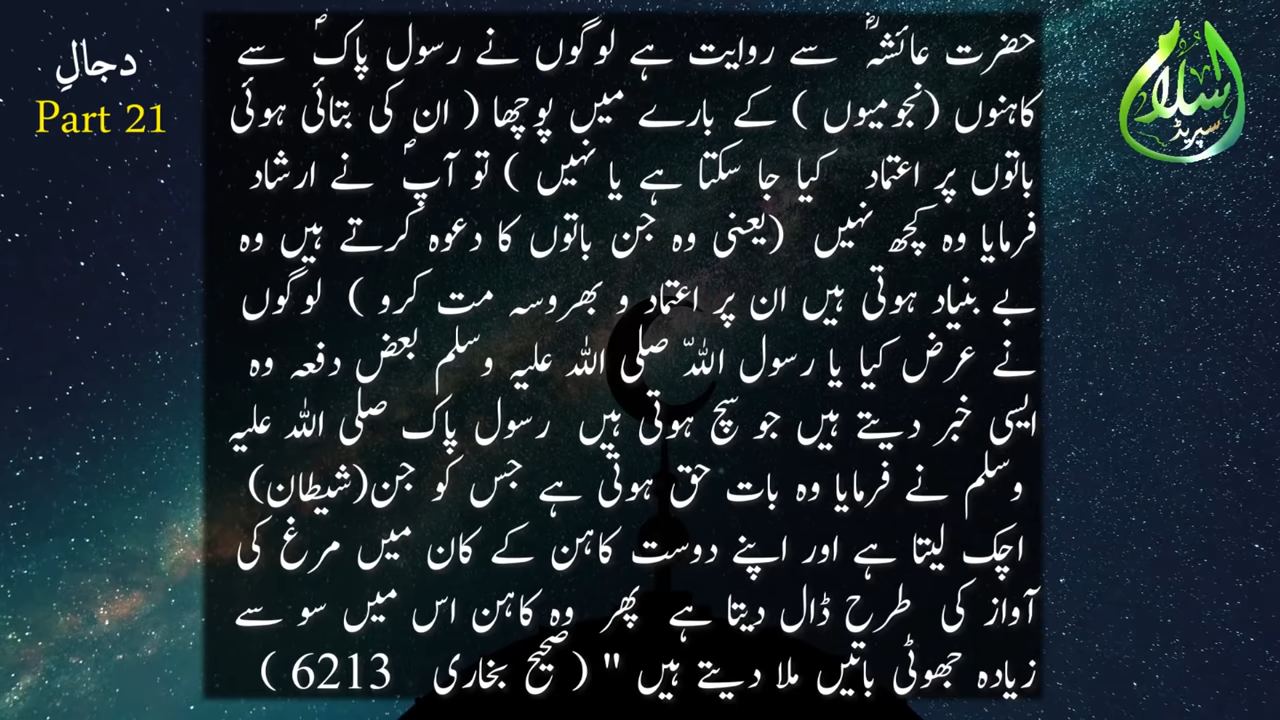 دجالِ
Part 21
اسلام
سپریڈ
حضرت عائشہؓ سے روایت ہے لوگوں نے رسول پاکؐ سے
کاہنوں (نجومیوں) کے بارے میں پوچھا ( ان کی بتائی ہوئی
باتوں پر اعتماد کیا جا سکتا ہے یا نہیں ) تو آپؐ نے ارشاد
فرمایا وہ کچھ نہیں (یعنی وہ جن باتوں کا دعوہ کرتے ہیں وہ
بے بنیاد ہوتی ہیں ان پر اعتماد و بھروسہ مت کرو ) لوگوں
نے عرض کیا یا رسول اللہّ صلی اللہ علیہ وسلم بعض دفعہ وہ
ایسی خبر دیتے ہیں جو سچ ہوتی ہیں رسول پاک صلی اللہ علیہ
وسلم نے فرمایا وہ بات حق ہوتی ہے جس کو جن(شیطان)
اچک لیتا ہے اور اپنے دوست کاہن کے کان میں مرغ کی
آواز کی طرح ڈال دیتا ہے پھر وہ کاہن اس میں سو سے
زیادہ جھوٹی باتیں ملا دیتے ہیں " ( صحیح بخاری 6213 )